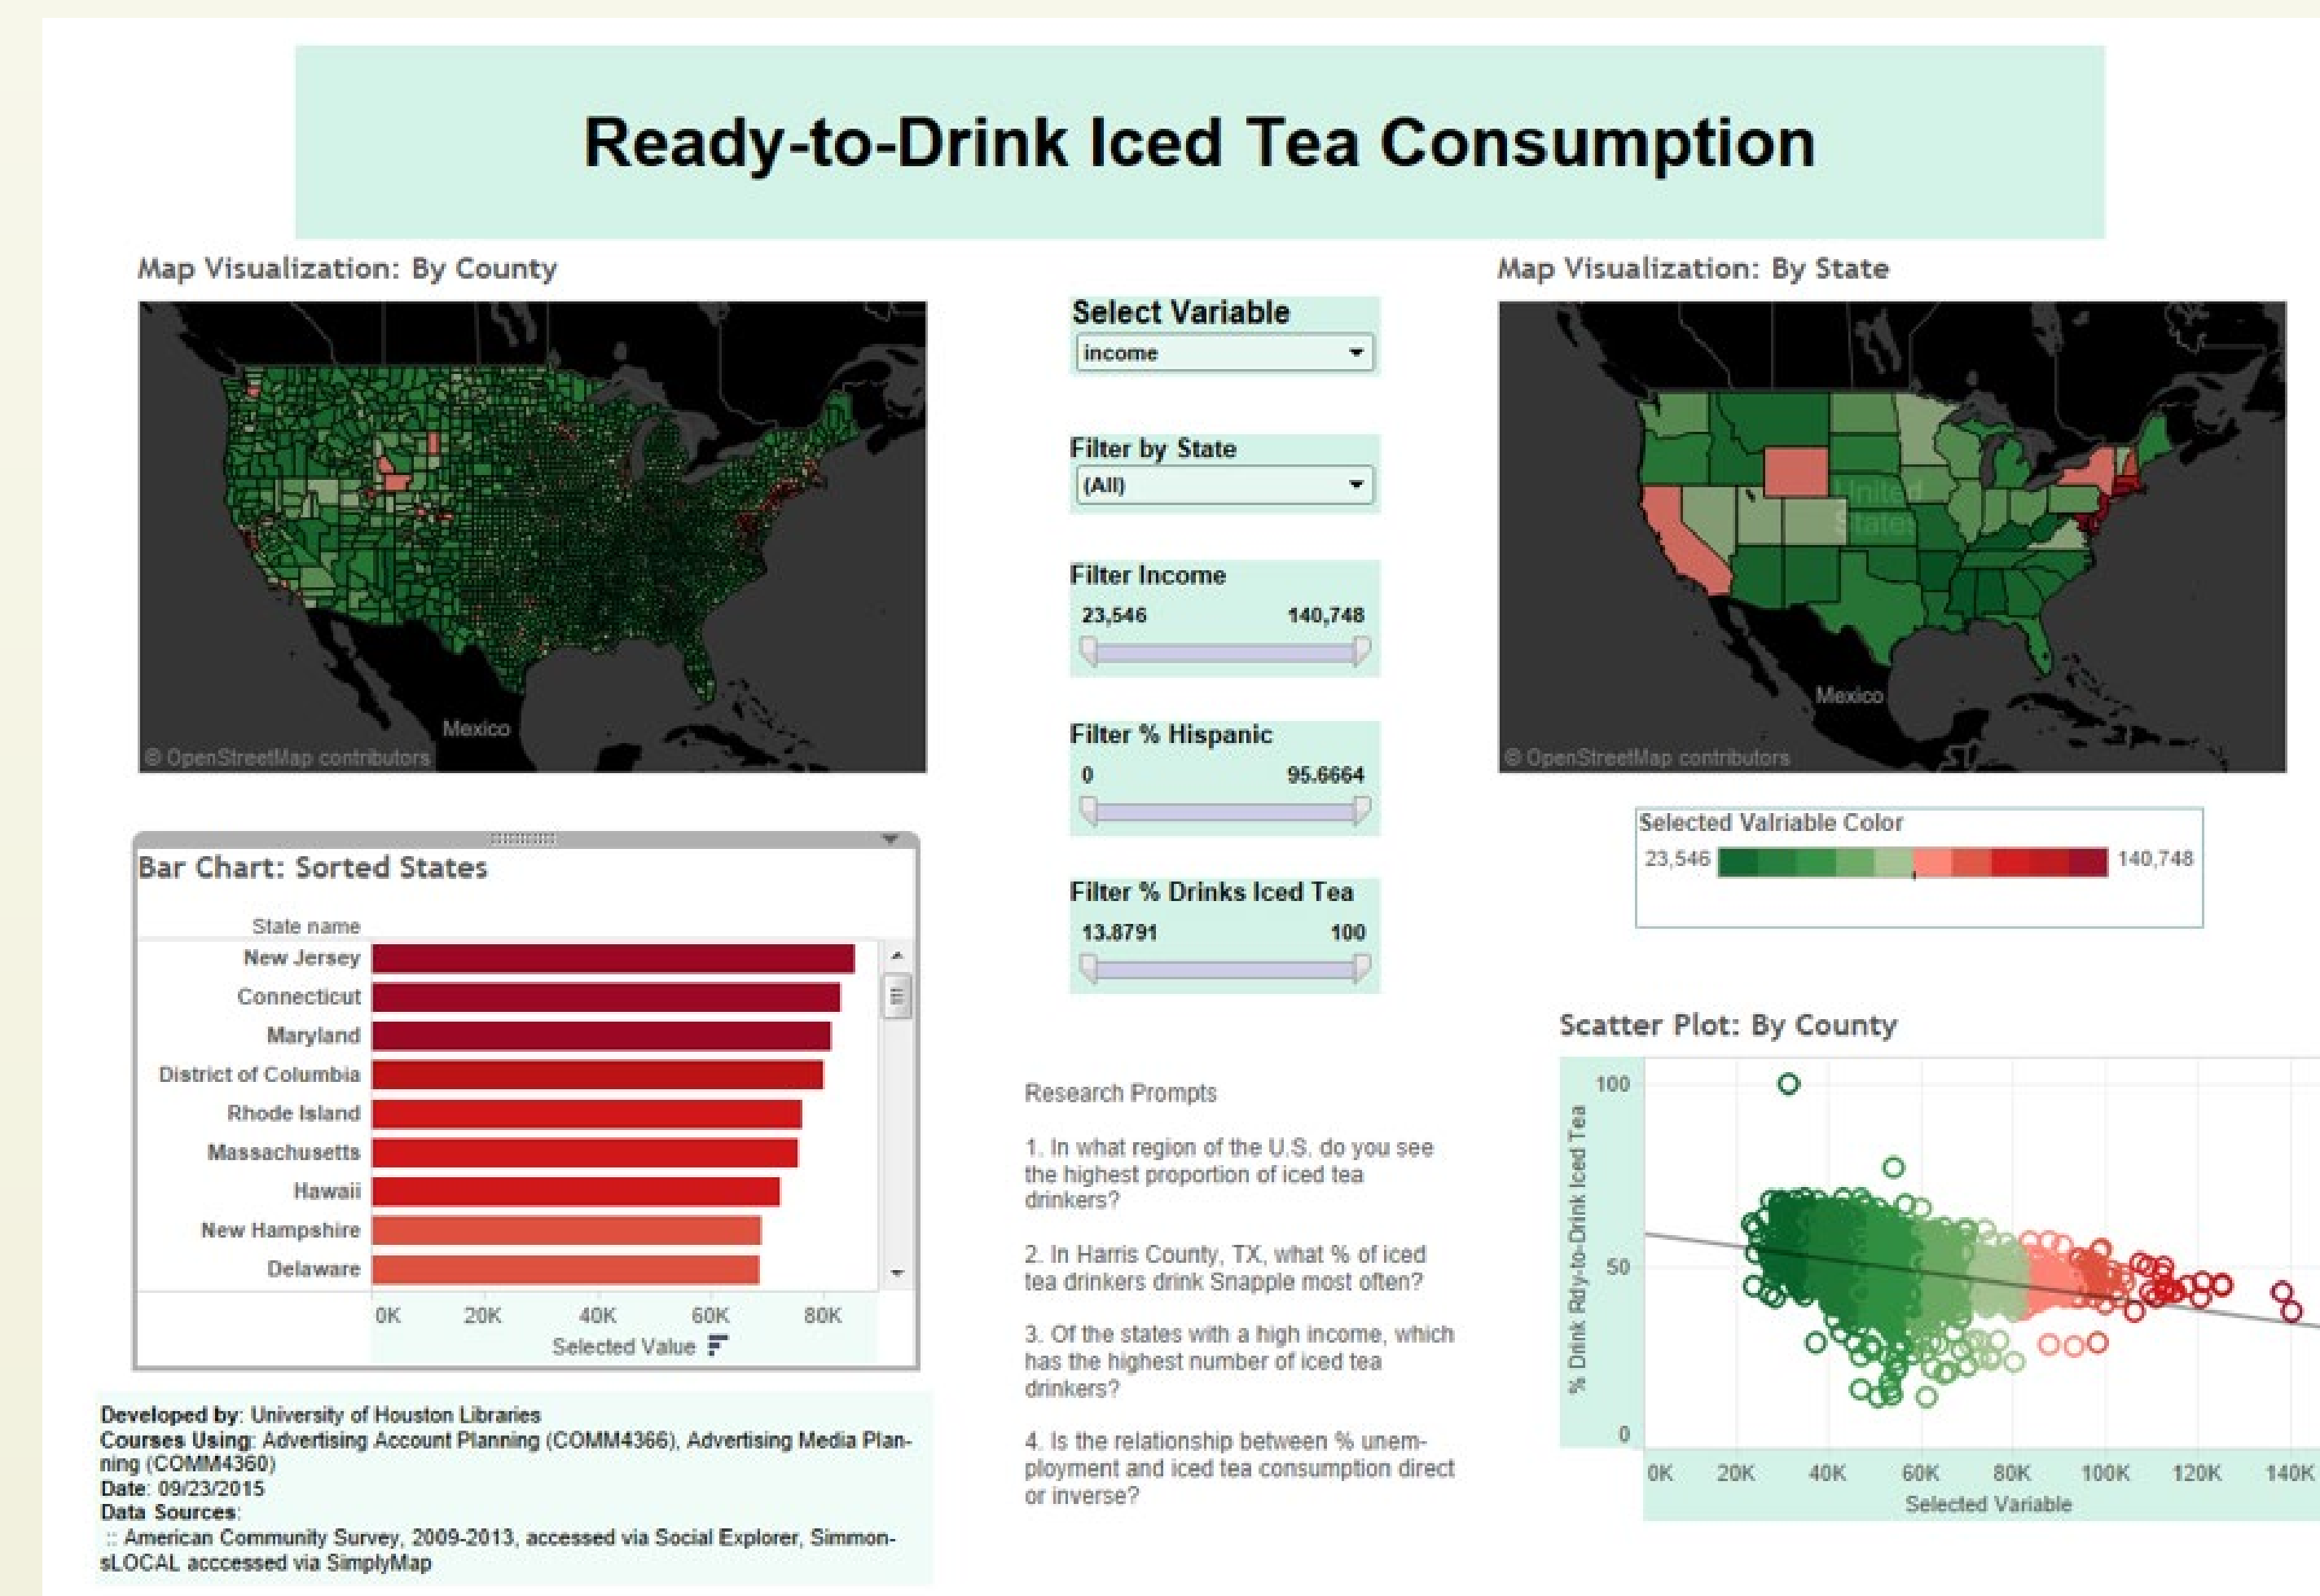 Ready-to-Drink Iced Tea Consumption
Map Visualization: By County
Mexico
© OpenStreetMap contributors
Select Variable
income
Filter by State
(All)
Filter Income
23,546 140,748
Filter % Hispanic
0 95.6664
Filter % Drinks Iced Tea
13.8791 100
Map Visualization: By State
United
States
Mexico
© OpenStreetMap contributors
Selected Valriable Color
23,546 140,748
Bar Chart: Sorted States
State name
New Jersey
Connecticut
Maryland
District of Columbia
Rhode Island
Massachusetts
Hawaii
New Hampshire
Delaware
0K 20K 40K 60K 80K
Selected Value
Developed by: University of Houston Libraries
Courses Using: Advertising Account Planning (COMM4366), Advertising Media Plan-
ning (COMM4360)
Date: 09/23/2015
Data Sources:
:: American Community Survey, 2009-2013, accessed via Social Explorer, Simmon-
sLOCAL acccessed via SimplyMap
Research Prompts
1. In what region of the U.S. do you see
the highest proportion of iced tea
drinkers?
2. In Harris County, TX, what % of iced
tea drinkers drink Snapple most often?
3. Of the states with a high income, which
has the highest number of iced tea
drinkers?
4. Is the relationship between % unem-
ployment and iced tea consumption direct
or inverse?
Scatter Plot: By County
% Drink Rdly-to-Drink Iced Tea
100
50
0
0K 20K 40K 60K 80K 100K 120K 140K
Selected Variable